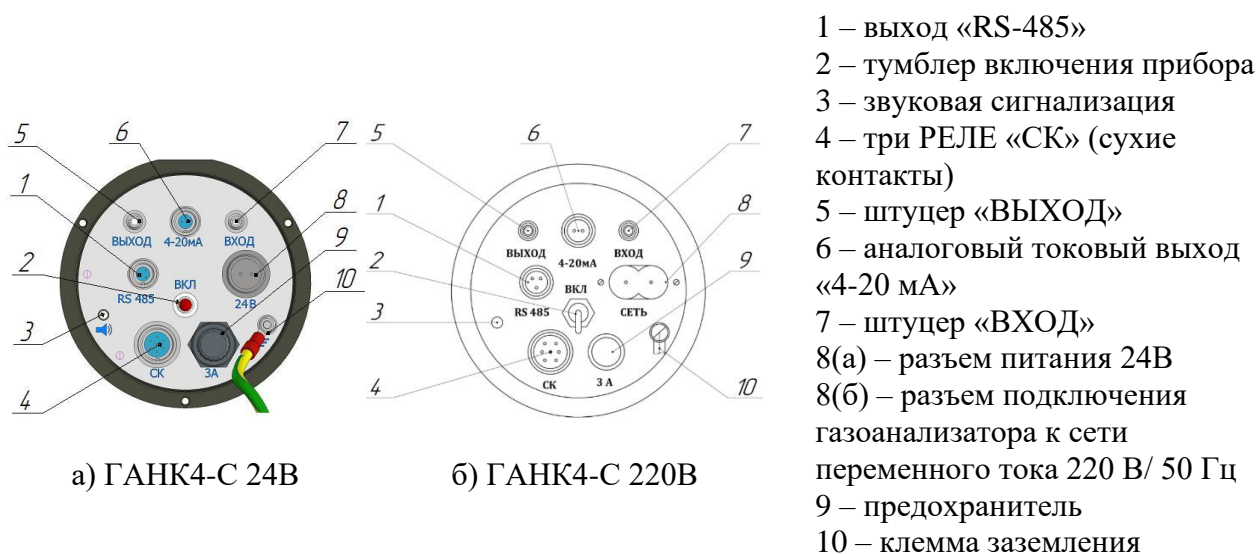 5
6
7
1
8
9
2
10
3
4
ВЫХОД 4-20мА ВХОД
RS 485
ВКЛ
24В
СК
3А
5
6
7
1
8
2
9
3
4
10
ВЫХОД
4-20мА
ВХОД
ВКЛ
RS 485
СЕТЬ
СК
3 А
а) ГАНК4-С 24В
б) ГАНК4-С 220В
1 – выход «RS-485»
2 – тумблер включения прибора
3 – звуковая сигнализация
4 – три РЕЛЕ «СК» (сухие
контакты)
5 – штуцер «ВЫХОД»
6 – аналоговый токовый выход
«4-20 мА»
7 – штуцер «ВХОД»
8(а) – разъем питания 24В
8(б) – разъем подключения
газоанализатора к сети
переменного тока 220 В/ 50 Гц
9 – предохранитель
10 – клемма заземления